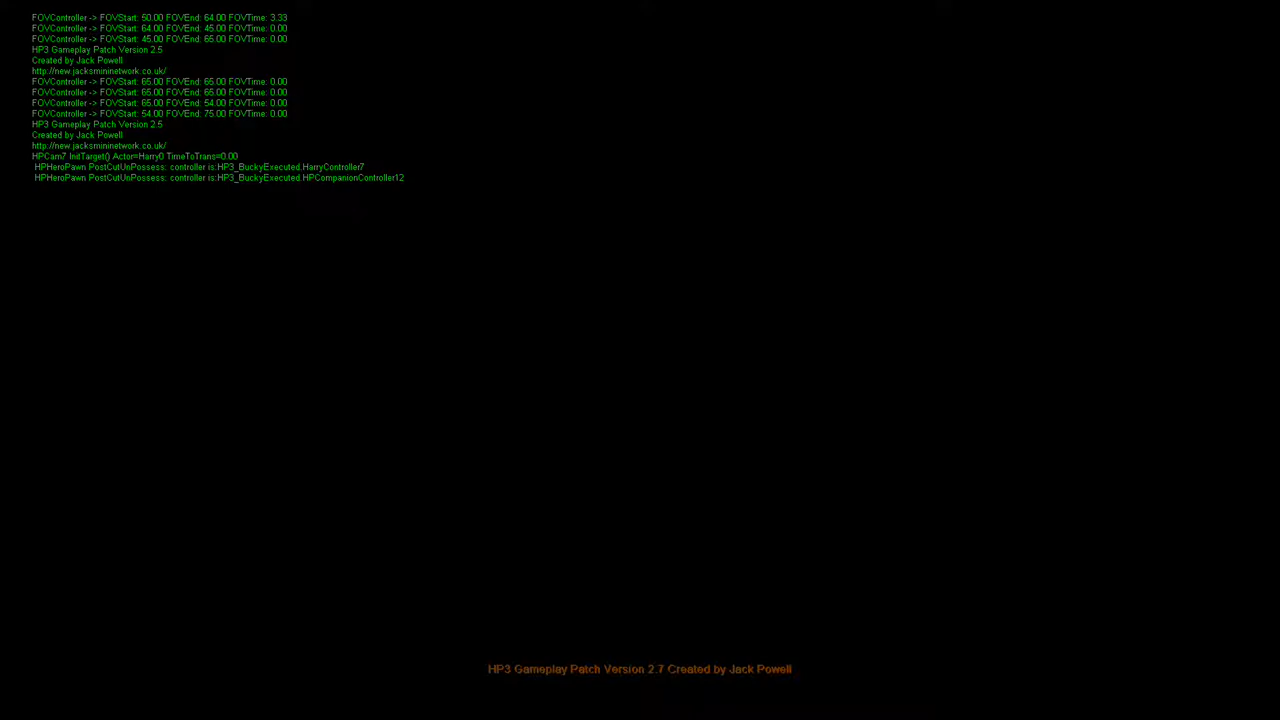 FOVController -> FOVStart: 50.00 FOVEnd: 64.00 FOVTime: 3.33
FOVController -> FOVStart: 64.00 FOVEnd: 45.00 FOVTime: 0.00
FOVController -> FOVStart: 45.00 FOVEnd: 65.00 FOVTime: 0.00
HP3 Gameplay Patch Version 2.5
Created by Jack Powell
http://new.jacksmininetwork.co.uk/
FOVController -> FOVStart: 65.00 FOVEnd: 65.00 FOVTime: 0.00
FOVController -> FOVStart: 65.00 FOVEnd: 65.00 FOVTime: 0.00
FOVController -> FOVStart: 65.00 FOVEnd: 54.00 FOVTime: 0.00
FOVController -> FOVStart: 54.00 FOVEnd: 75.00 FOVTime: 0.00
HP3 Gameplay Patch Version 2.5
Created by Jack Powell
http://new.jacksmininetwork.co.uk/
HPCam7 InitTarget() Actor=Harry0 TimeToTrans=0.00
HPHeroPawn PostCutUnPossess: controller is:HP3_BuckyExecuted.HarryController7
HPHeroPawn PostCutUnPossess: controller is:HP3_BuckyExecuted.HPCompanionController12
HP3 Gameplay Patch Version 2.7 Created by Jack Powell